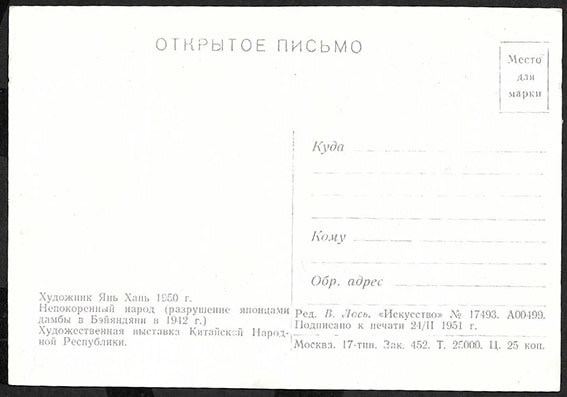 ОТКРЫТОЕ ПИСЬМО
Место
для
марки
Куда
Кому
Обр. адрес
Художник Янь Хань 1950 г.
Непокоренный народ (разрушение японцами
дамбы в Бэйяндяни в 1942 г.)
Художественная выставка Китайской Народ-
ной Республики.
Ред. В. Лось. «Искусство» № 17493. А00499.
Подписано к печати 24/II 1951 г.
Москва. 17-тип. Зак. 452. Т. 25000. Ц. 25 коп.